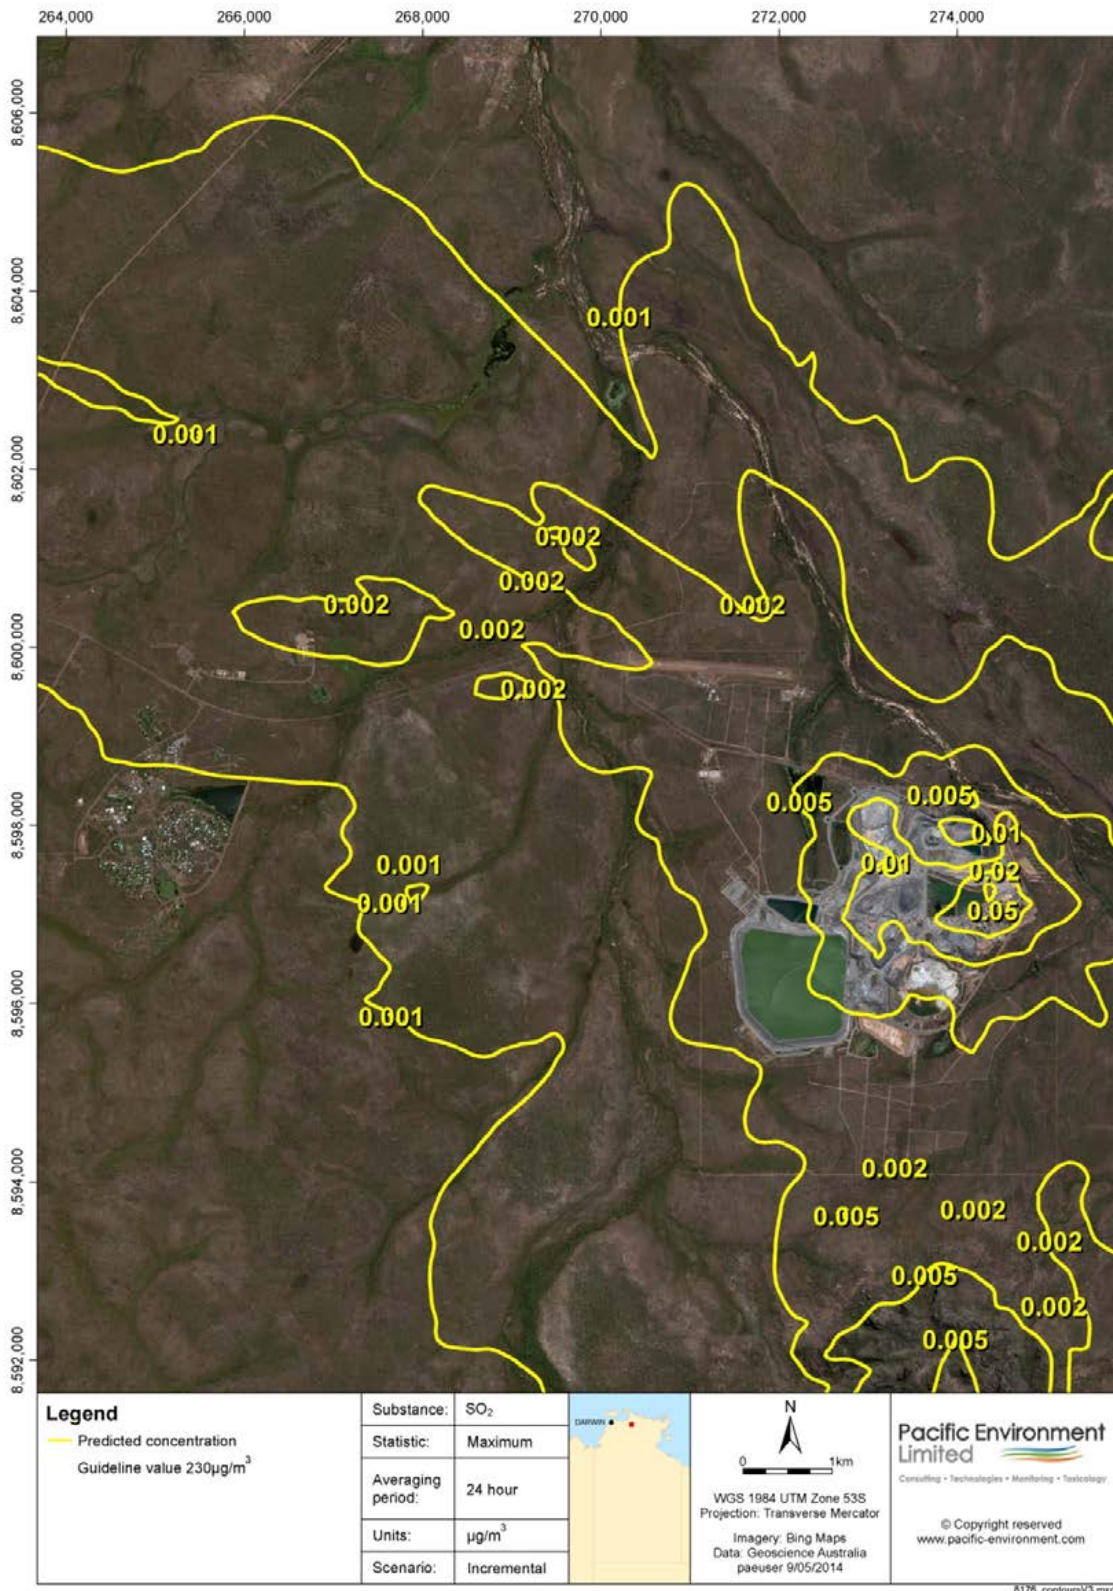 264,000 266,000 268,000 270,000 272,000 274,000
8,606,000
8,604,000
8,602,000
8,600,000
8,598,000
8,596,000
8,594,000
8,592,000
0.001
0.001
0.002
0.002
0.002
0.002
0.002
0.002
0.005
0.005
0.01
0.01
0.02
0.05
0.001
0.001
0.001
0.002
0.005
0.002
0.002
0.005
0.002
0.005
Legend
Predicted concentration
Guideline value 230µg/m³
Substance: SO₂
Statistic: Maximum
Averaging period: 24 hour
Units: µg/m³
Scenario: Incremental
DARWIN
N
0 1km
WGS 1984 UTM Zone 53S
Projection: Transverse Mercator
Imagery: Bing Maps
Data: Geoscience Australia
paeuser 9/05/2014
Pacific Environment
Limited
Consulting • Technologies • Monitoring • Toxicology
© Copyright reserved
www.pacific-environment.com